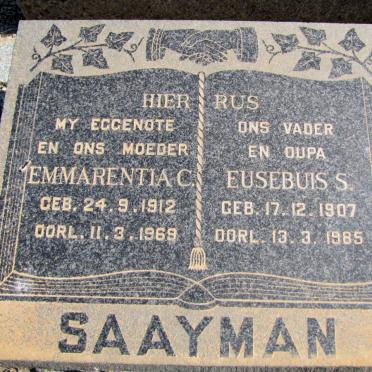 HIER RUS
MY EGGENOTE
EN ONS MOEDER
EMMARENTIA C.
GEB. 24. 9. 1912
OORL. 11. 3. 1969
ONS VADER
EN OUPA
EUSEBUIS S.
GEB. 17. 12. 1907
OORL. 13. 3. 1985
SAAYMAN